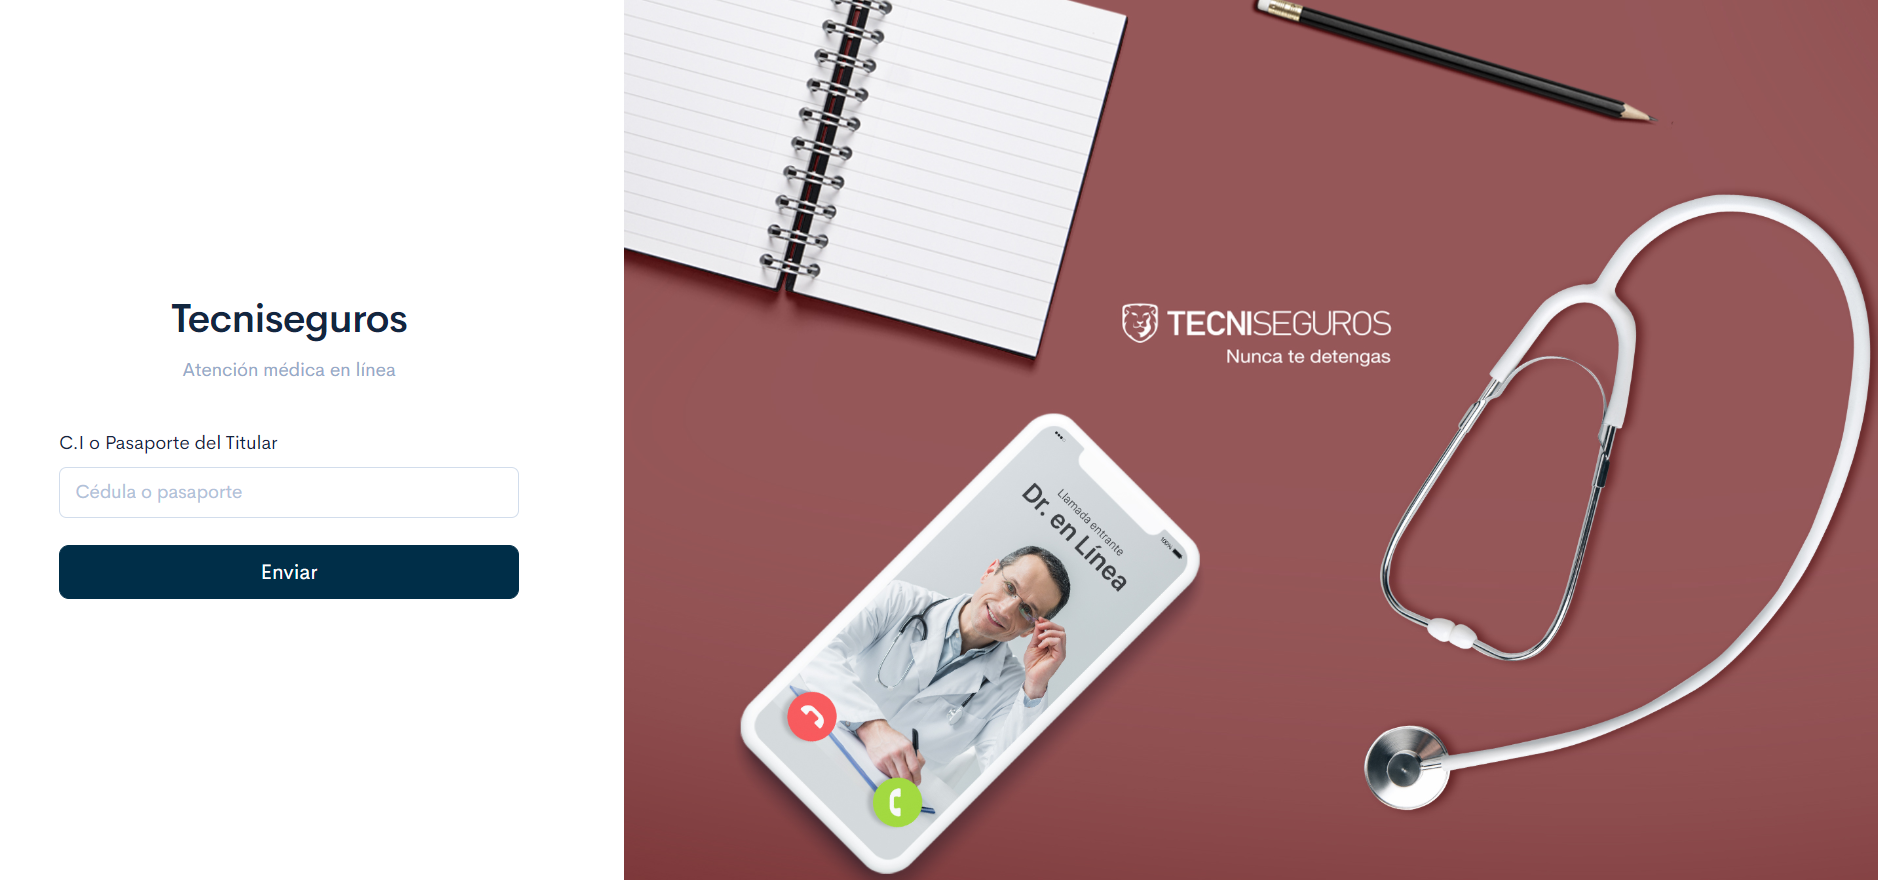 Tecniseguros
Atención médica en línea
C.I o Pasaporte del Titular
Cédula o pasaporte
Enviar
TECNISEGUROS
Nunca te detengas
Llamada entrante
Dr. en Línea
100%